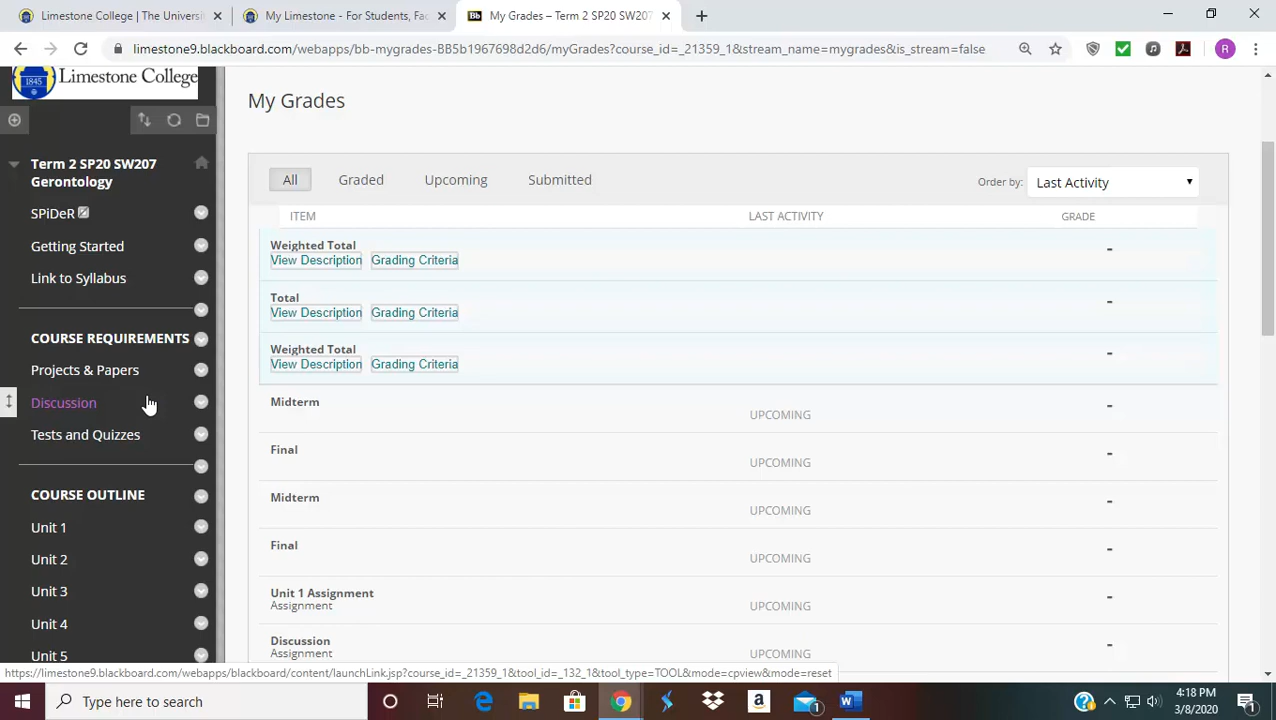 Limestone College | The Universi
My Limestone - For Students, Fac
Bb My Grades – Term 2 SP20 SW207
limestone9.blackboard.com/webapps/bb-mygrades-BB5b1967698d2d6/myGrades?course_id=_21359_1&stream_name=mygrades&is_stream=false
R
1845
Limestone College
My Grades
All Graded Upcoming Submitted
Order by: Last Activity
ITEM LAST ACTIVITY GRADE
Term 2 SP20 SW207
Gerontology
SPiDeR
Getting Started
Link to Syllabus
COURSE REQUIREMENTS
Projects & Papers
Discussion
Tests and Quizzes
COURSE OUTLINE
Unit 1
Unit 2
Unit 3
Unit 4
Unit 5
Weighted Total -
View Description Grading Criteria
Total -
View Description Grading Criteria
Weighted Total -
View Description Grading Criteria
Midterm UPCOMING -
Final UPCOMING -
Midterm UPCOMING -
Final UPCOMING -
Unit 1 Assignment -
Assignment UPCOMING
Discussion -
Assignment UPCOMING
https://limestone9.blackboard.com/webapps/blackboard/content/launchLink.jsp?course_id=_21359_1&tool_id=_132_1&tool_type=TOOL&mode=cpview&mode=reset
Type here to search
1
4:18 PM
3/8/2020
1